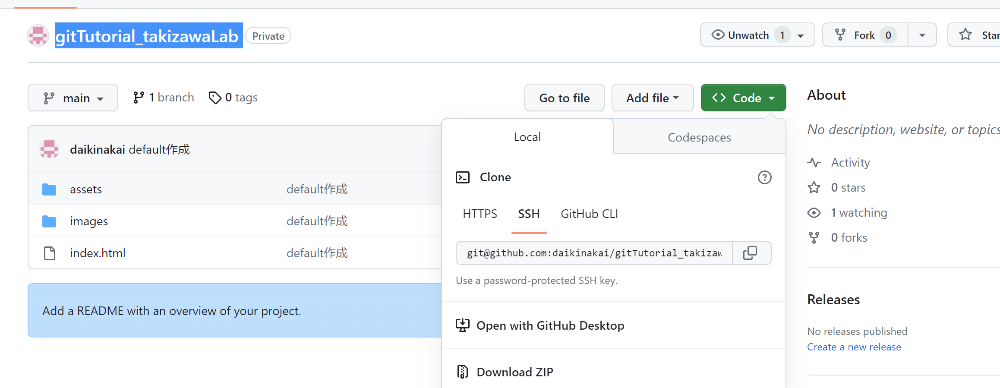 gitTutorial_takizawaLab Private
Unwatch 1
Fork 0
main
1 branch
0 tags
Go to file
Add file
<> Code
daikinakai default作成
assets default作成
images default作成
index.html default作成
Add a README with an overview of your project.
Local
Codespaces
Clone
HTTPS SSH GitHub CLI
git@github.com:daikinakai/gitTutorial_takizaw
Use a password-protected SSH key.
Open with GitHub Desktop
Download ZIP
About
No description, website, or topics
Activity
0 stars
1 watching
0 forks
Releases
No releases published
Create a new release